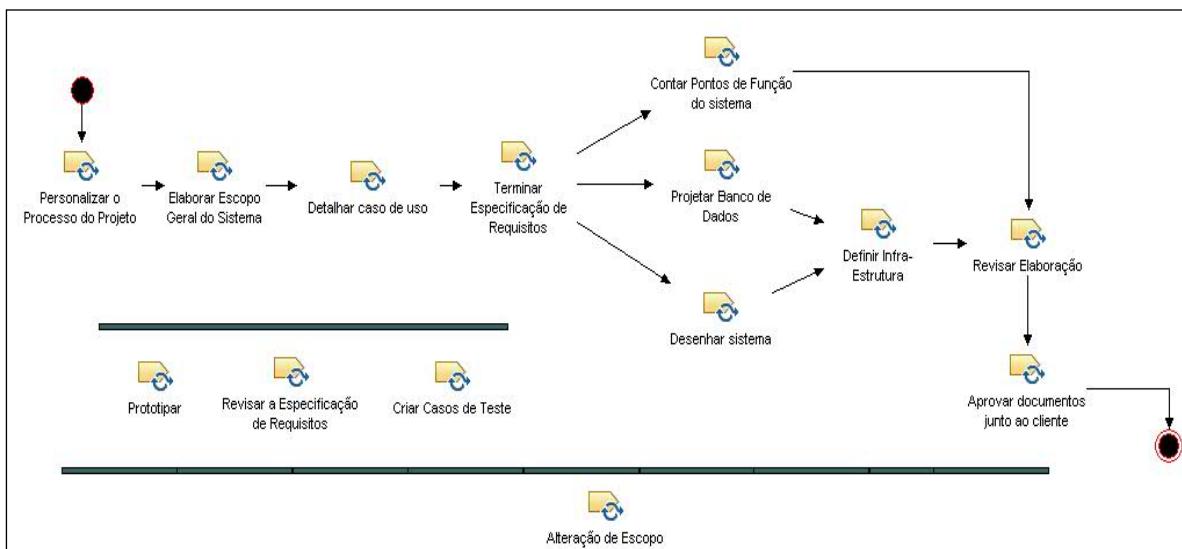 Contar Pontos de Função
do sistema
Personalizar o
Processo do Projeto
Elaborar Escopo
Geral do Sistema
Detalhar caso de uso
Terminar
Especificação de
Requisitos
Projetar Banco de
Dados
Definir Infra-
Estrutura
Revisar Elaboração
Desenhar sistema
Prototipar
Revisar a Especificação
de Requisitos
Criar Casos de Teste
Aprovar documentos
junto ao cliente
Alteração de Escopo